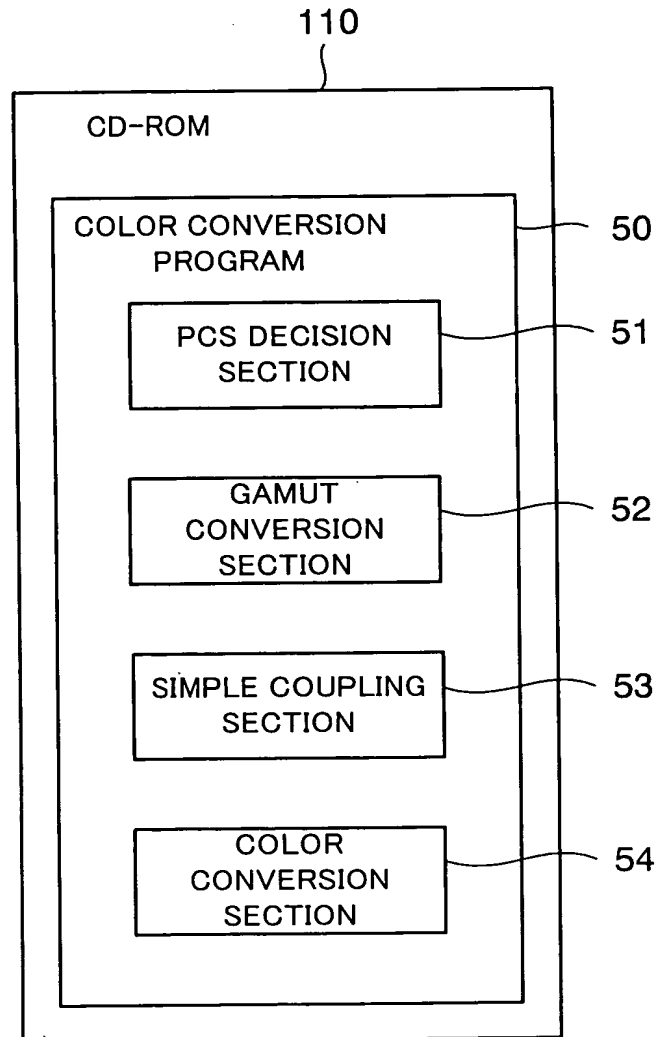 110
CD-ROM
COLOR CONVERSION
PROGRAM
50
PCS DECISION
SECTION
51
GAMUT
CONVERSION
SECTION
52
SIMPLE COUPLING
SECTION
53
COLOR
CONVERSION
SECTION
54